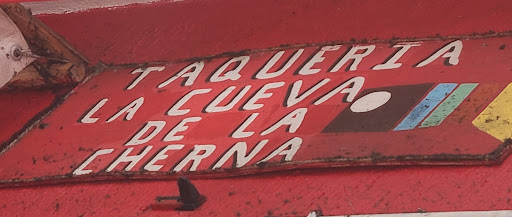 TAQUERIA
LA CUEVA
DE LA
CHERNA